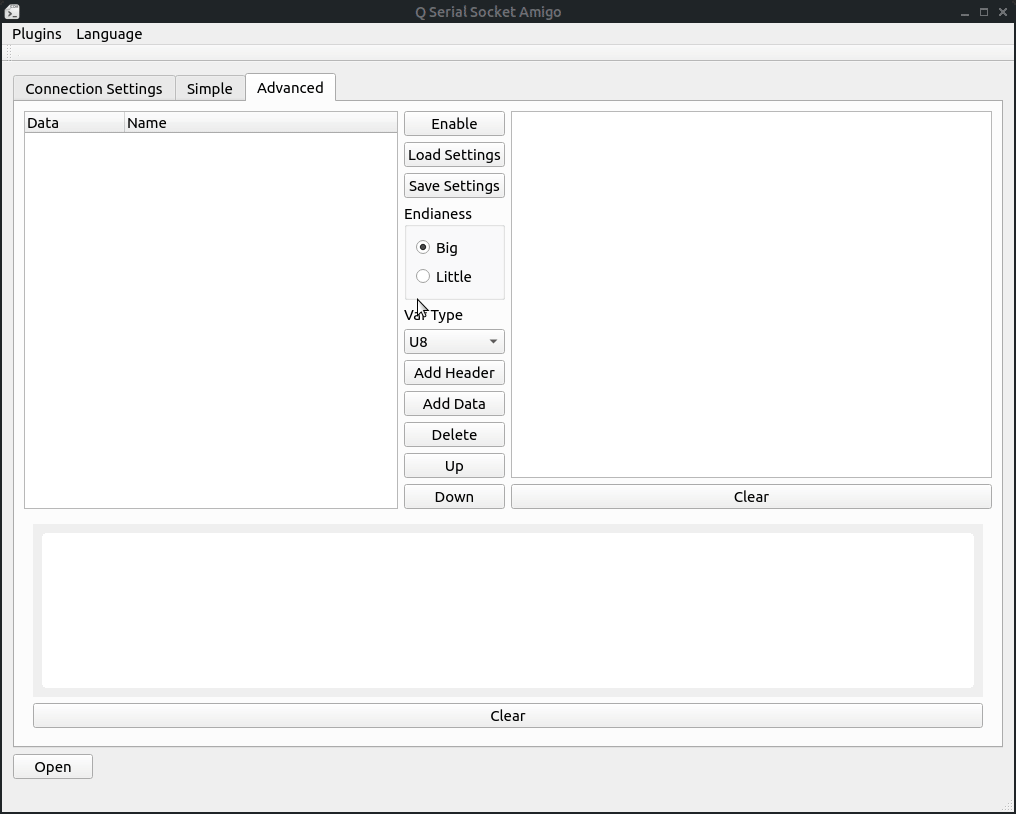 Q Serial Socket Amigo
Plugins Language
Connection Settings Simple Advanced
Data Name
Enable
Load Settings
Save Settings
Endianess
Big
Little
Var Type
U8
Add Header
Add Data
Delete
Up
Down
Clear
Clear
Open